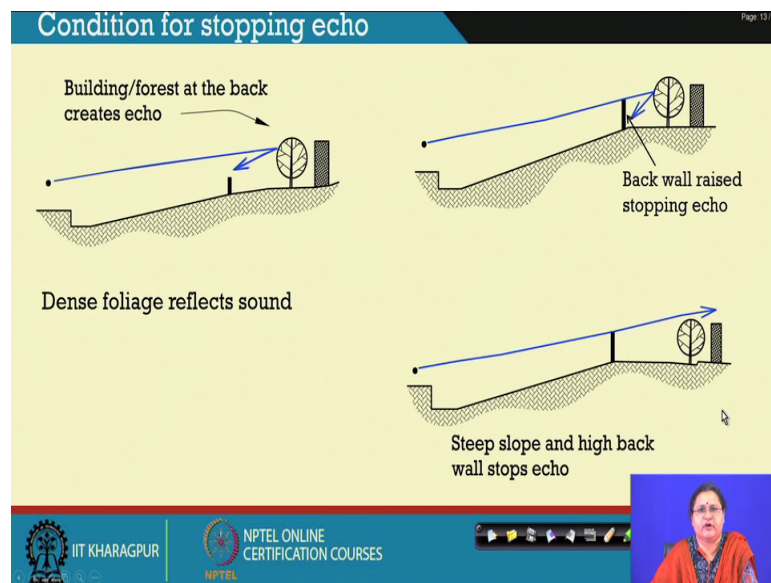 Condition for stopping echo
Page: 13 /
Building/forest at the back
creates echo
Back wall raised
stopping echo
Dense foliage reflects sound
Steep slope and high back
wall stops echo
IIT KHARAGPUR
NPTEL
NPTEL ONLINE
CERTIFICATION COURSES